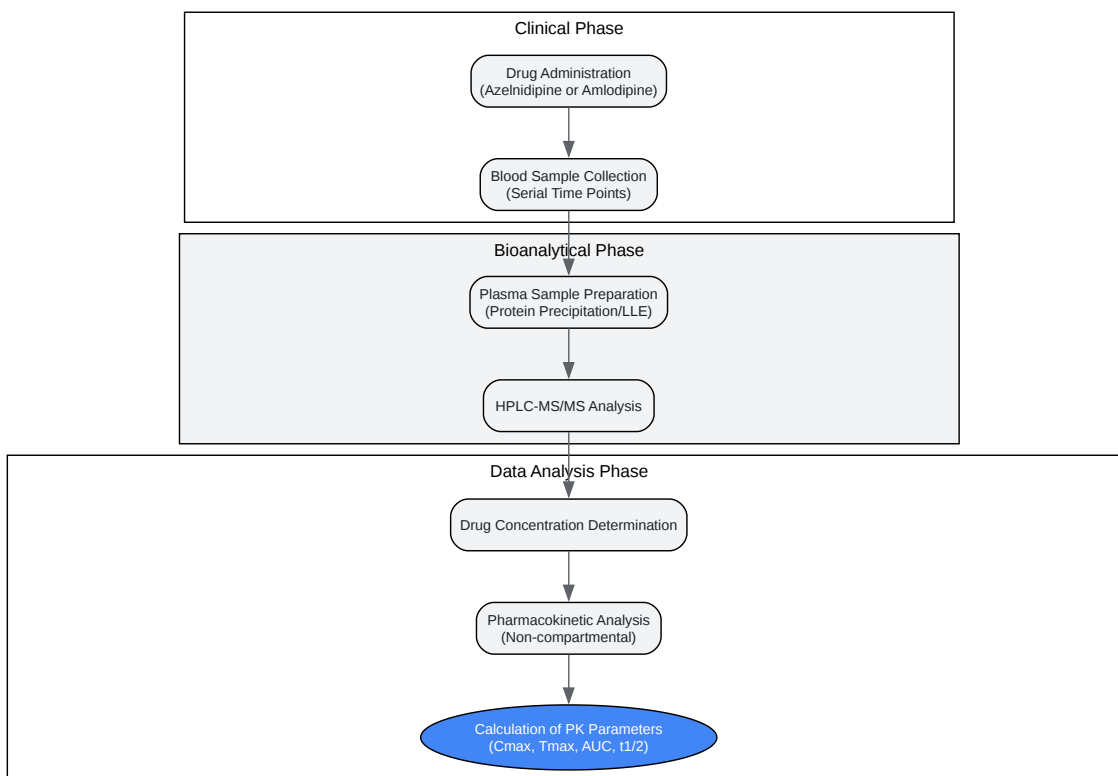 Clinical Phase
Drug Administration
(Azelnidipine or Amlodipine)
Blood Sample Collection
(Serial Time Points)
Bioanalytical Phase
Plasma Sample Preparation
(Protein Precipitation/LLE)
HPLC-MS/MS Analysis
Data Analysis Phase
Drug Concentration Determination
Pharmacokinetic Analysis
(Non-compartmental)
Calculation of PK Parameters
(Cmax, Tmax, AUC, t1/2)